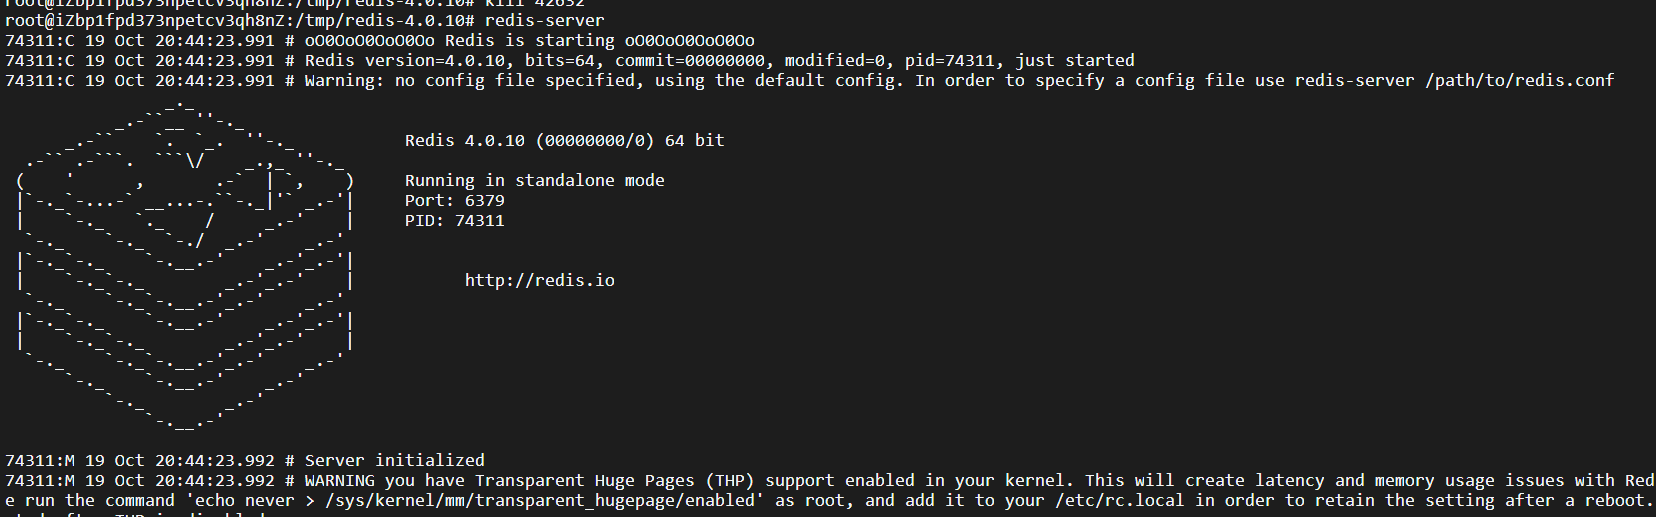 root@iZbp1fpd373npetcv3qh8nZ:/tmp/redis-4.0.10# kill 42632
root@iZbp1fpd373npetcv3qh8nZ:/tmp/redis-4.0.10# redis-server
74311:C 19 Oct 20:44:23.991 # oO0OoO0OoO0Oo Redis is starting oO0OoO0OoO0Oo
74311:C 19 Oct 20:44:23.991 # Redis version=4.0.10, bits=64, commit=00000000, modified=0, pid=74311, just started
74311:C 19 Oct 20:44:23.991 # Warning: no config file specified, using the default config. In order to specify a config file use redis-server /path/to/redis.conf
Redis 4.0.10 (00000000/0) 64 bit
Running in standalone mode
Port: 6379
PID: 74311
http://redis.io
74311:M 19 Oct 20:44:23.992 # Server initialized
74311:M 19 Oct 20:44:23.992 # WARNING you have Transparent Huge Pages (THP) support enabled in your kernel. This will create latency and memory usage issues with Red
e run the command 'echo never > /sys/kernel/mm/transparent_hugepage/enabled' as root, and add it to your /etc/rc.local in order to retain the setting after a reboot.